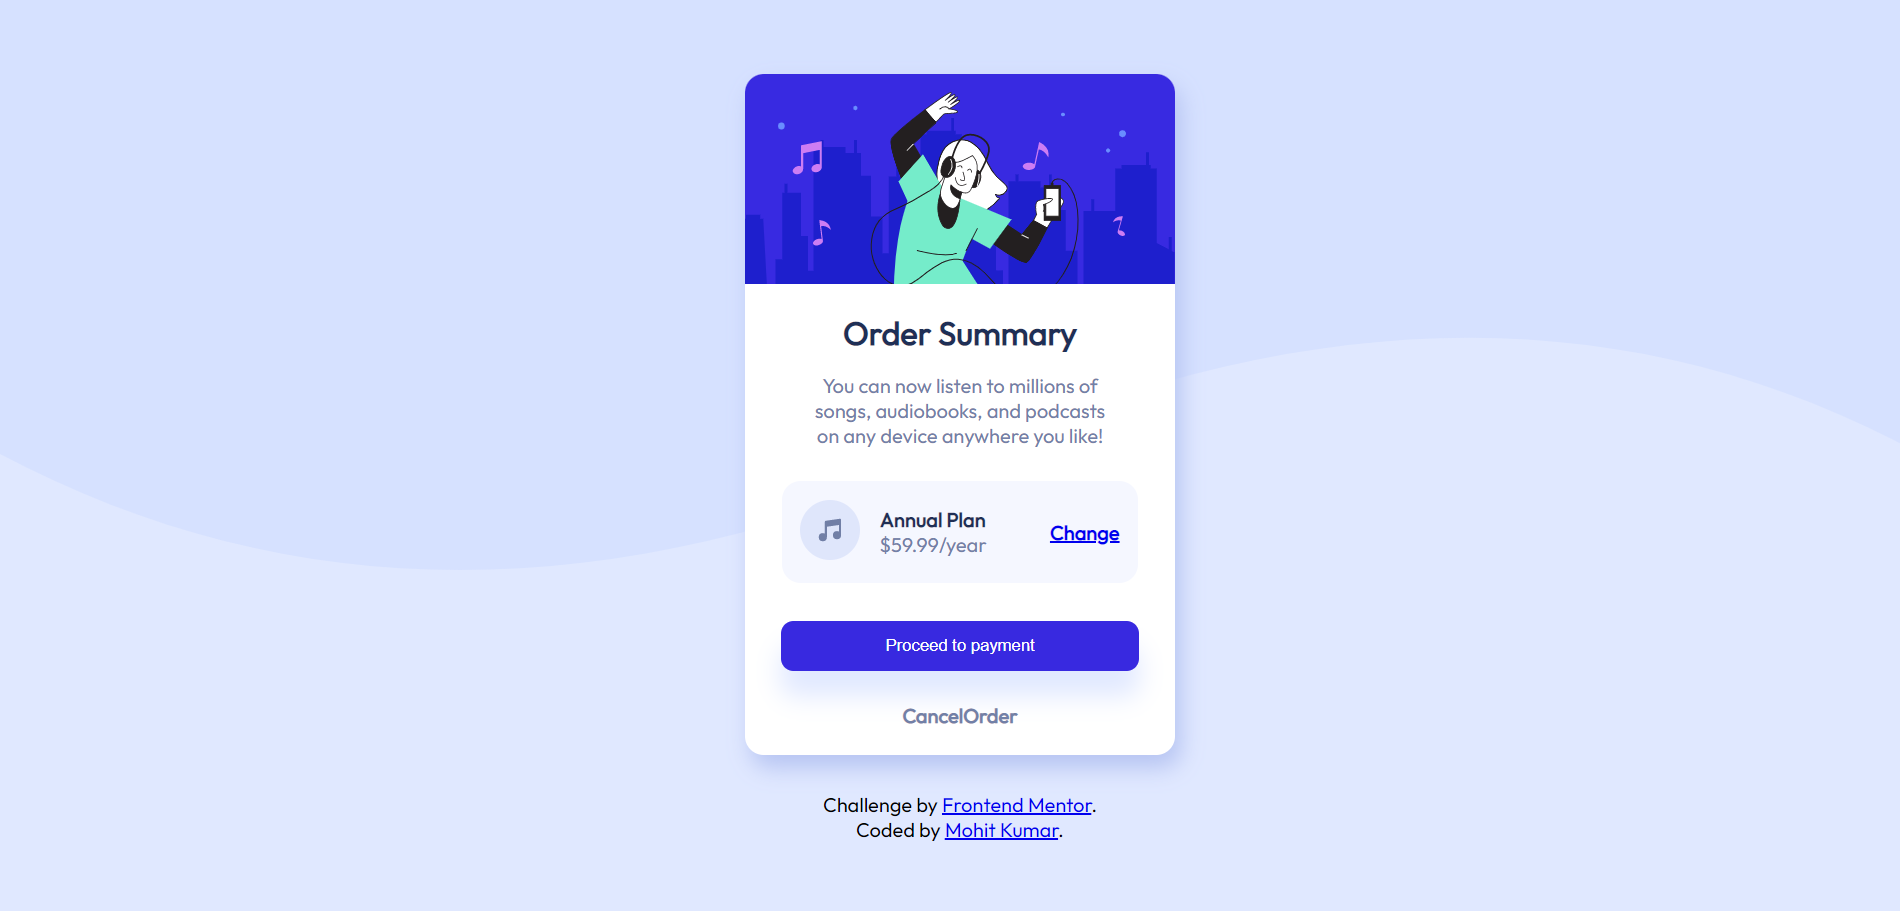 Order Summary
You can now listen to millions of
songs, audiobooks, and podcasts
on any device anywhere you like!
Annual Plan
$59.99/year
Change
Proceed to payment
CancelOrder
Challenge by Frontend Mentor.
Coded by Mohit Kumar.